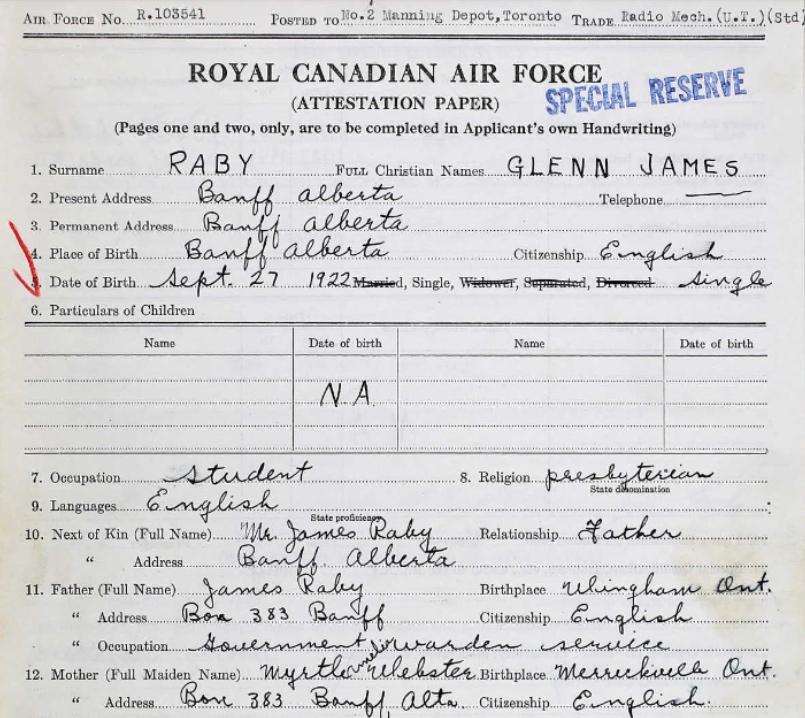 AIR FORCE NO. R.103541 POSTED TO No.2 Manning Depot,Toronto TRADE Radio Mech.(U.T.)(Std)
ROYAL CANADIAN AIR FORCE
(ATTESTATION PAPER) SPECIAL RESERVE
(Pages one and two, only, are to be completed in Applicant's own Handwriting)
1. Surname RABY FULL Christian Names GLENN JAMES
2. Present Address Banff alberta Telephone
3. Permanent Address Banff alberta
4. Place of Birth Banff alberta Citizenship English
5. Date of Birth Sept. 27 1922 Married, Single, Widower, Separated, Divorced single
6. Particulars of Children
Name Date of birth Name Date of birth
N A
7. Occupation student 8. Religion presbyterian
State denomination
9. Languages English
State proficiency
10. Next of Kin (Full Name) Mr. James Raby Relationship Father
" Address Banff Alberta
11. Father (Full Name) James Raby Birthplace Wingham Ont.
" Address Box 383 Banff Citizenship English
" Occupation Government warden service
12. Mother (Full Maiden Name) Myrtle Webster Birthplace Merrickville Ont.
" Address Box 383 Banff Alta. Citizenship English.